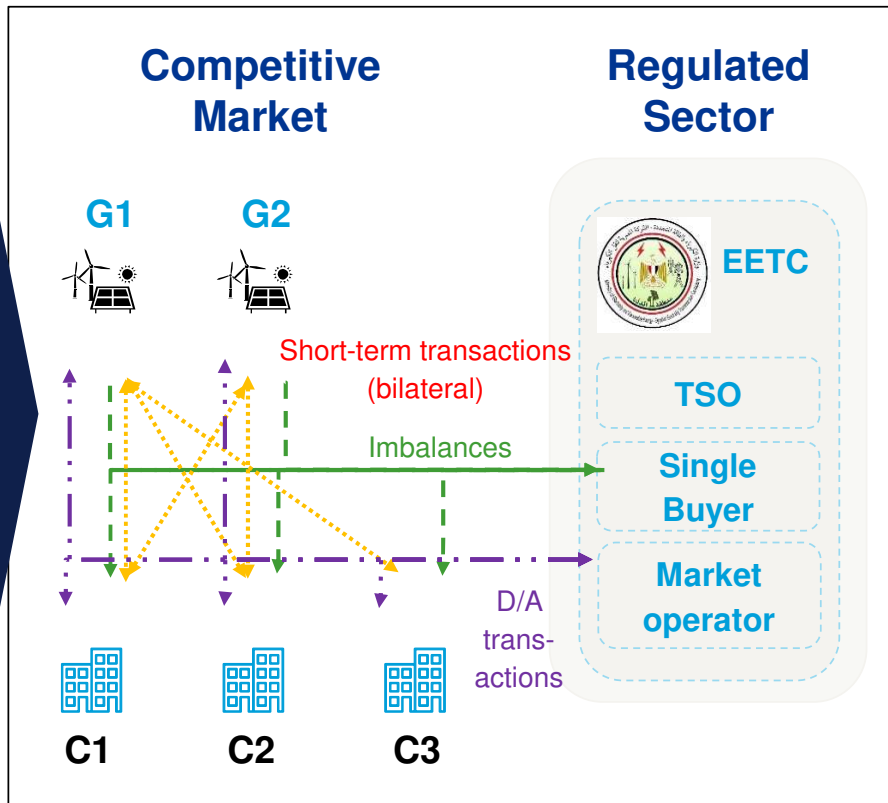 Competitive
Market
Regulated
Sector
G1
G2
EETC
Short-term transactions
(bilateral)
TSO
Imbalances
Single
Buyer
Market
operator
D/A
trans-
actions
C1
C2
C3